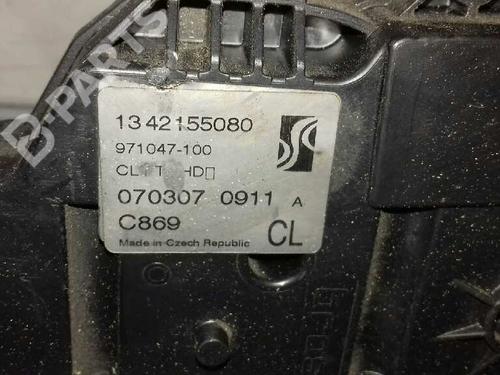 B-PARTS
1342155080
971047-100
070307 0911 A
C869
CL
Made in Czech Republic